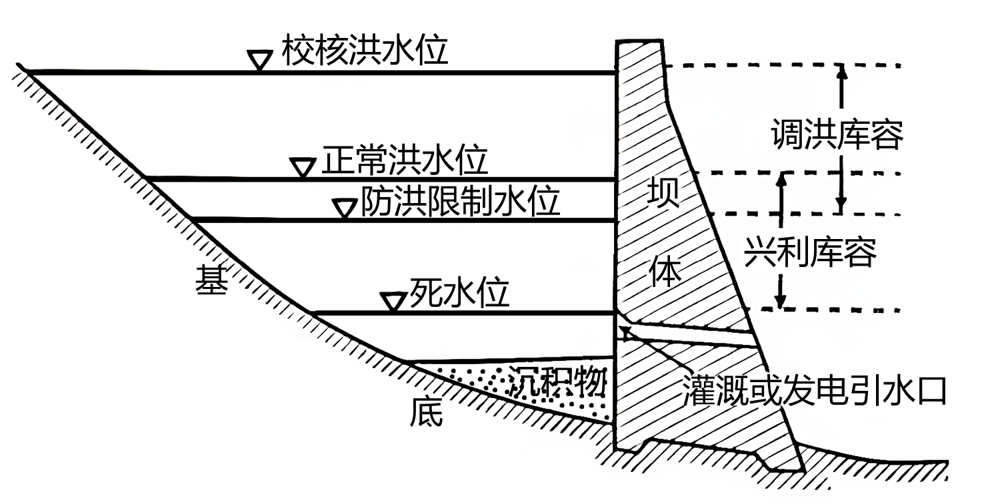 校核洪水位
调洪库容
正常洪水位
坝
防洪限制水位
兴利库容
体
基
死水位
沉积物
灌溉或发电引水口
底